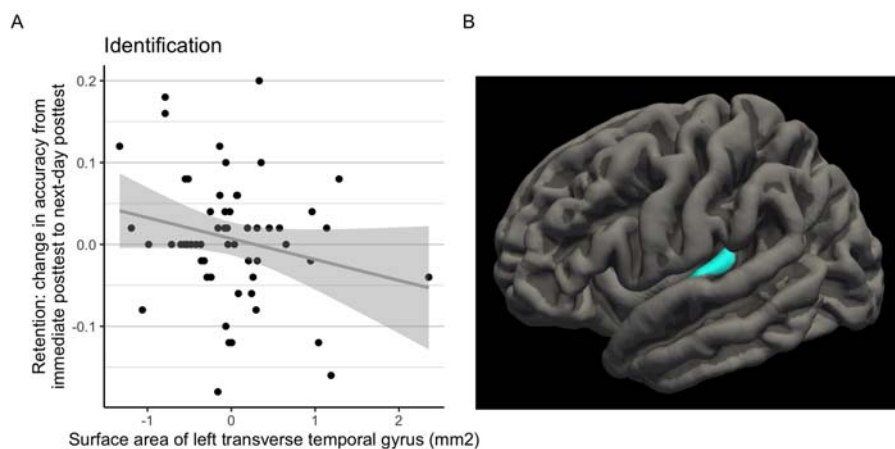 A
B
Identification
Retention: change in accuracy from
immediate posttest to next-day posttest
0.2
0.1
0.0
-0.1
-1
0
1
2
Surface area of left transverse temporal gyrus (mm2)